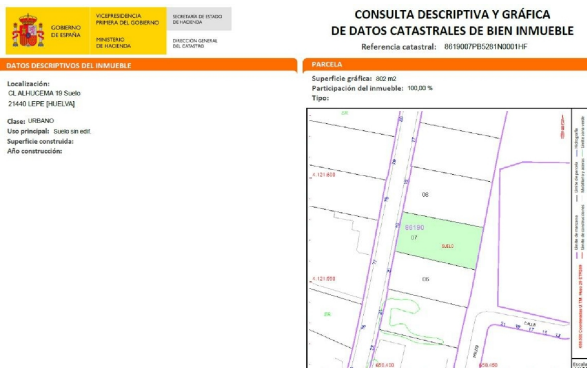 GOBIERNO
DE ESPAÑA
VICEPRESIDENCIA
PRIMERA DEL GOBIERNO
MINISTERIO
DE HACIENDA
SECRETARÍA DE ESTADO
DE HACIENDA
DIRECCIÓN GENERAL
DEL CATASTRO
CONSULTA DESCRIPTIVA Y GRÁFICA
DE DATOS CATASTRALES DE BIEN INMUEBLE
Referencia catastral: 8619007PB5281N0001HF
DATOS DESCRIPTIVOS DEL INMUEBLE
Localización:
CL ALHUCEMA 19 Suelo
21440 LEPE [HUELVA]
Clase: URBANO
Uso principal: Suelo sin edif.
Superficie construida:
Año construcción:
PARCELA
Superficie gráfica: 802 m2
Participación del inmueble: 100,00 %
Tipo:
08
86190
07
SUELO
06
CALLE
Escala